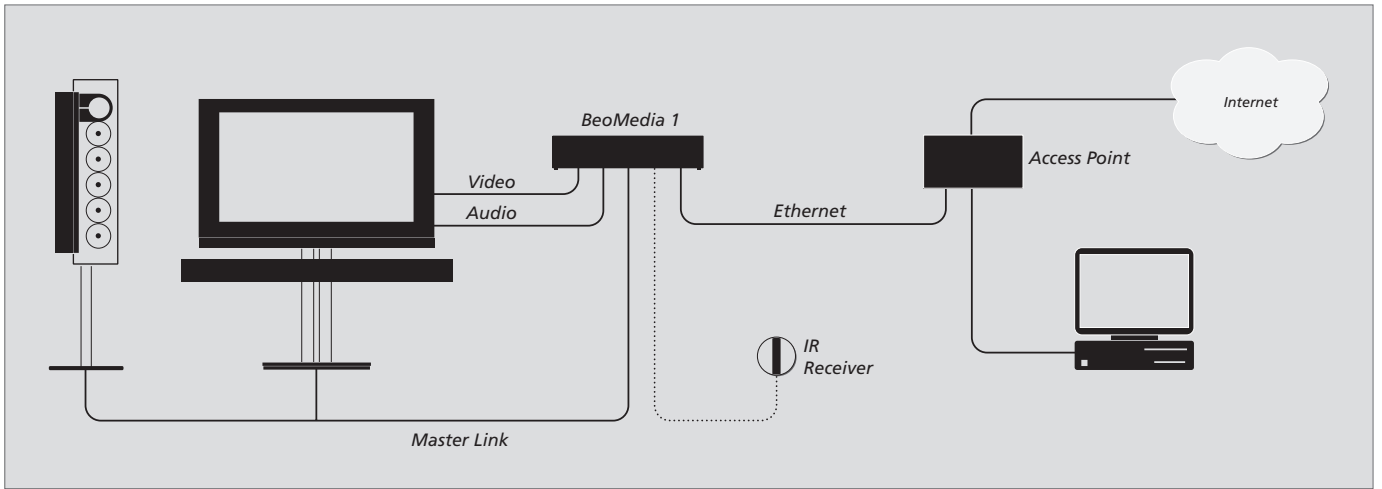 BeoMedia 1
Internet
Access Point
Video
Audio
Ethernet
IR
Receiver
Master Link